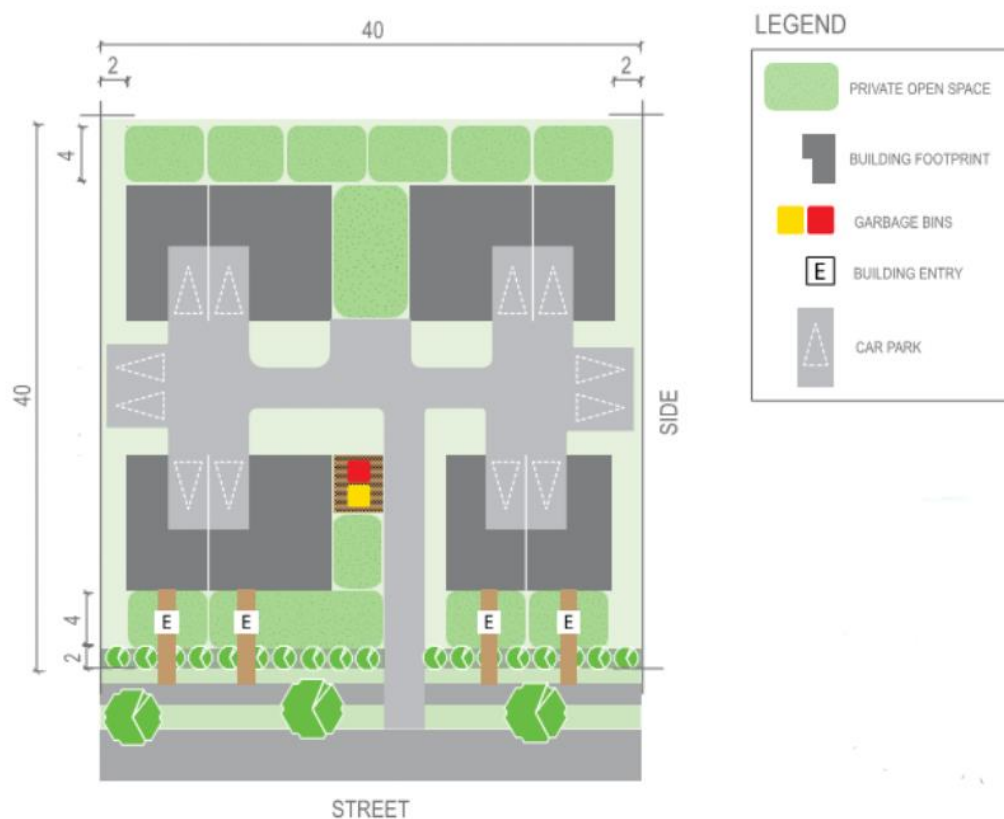 LEGEND
40
2
2
PRIVATE OPEN SPACE
4
BUILDING FOOTPRINT
GARBAGE BINS
E
BUILDING ENTRY
CAR PARK
40
SIDE
4
E
E
E
E
2
STREET